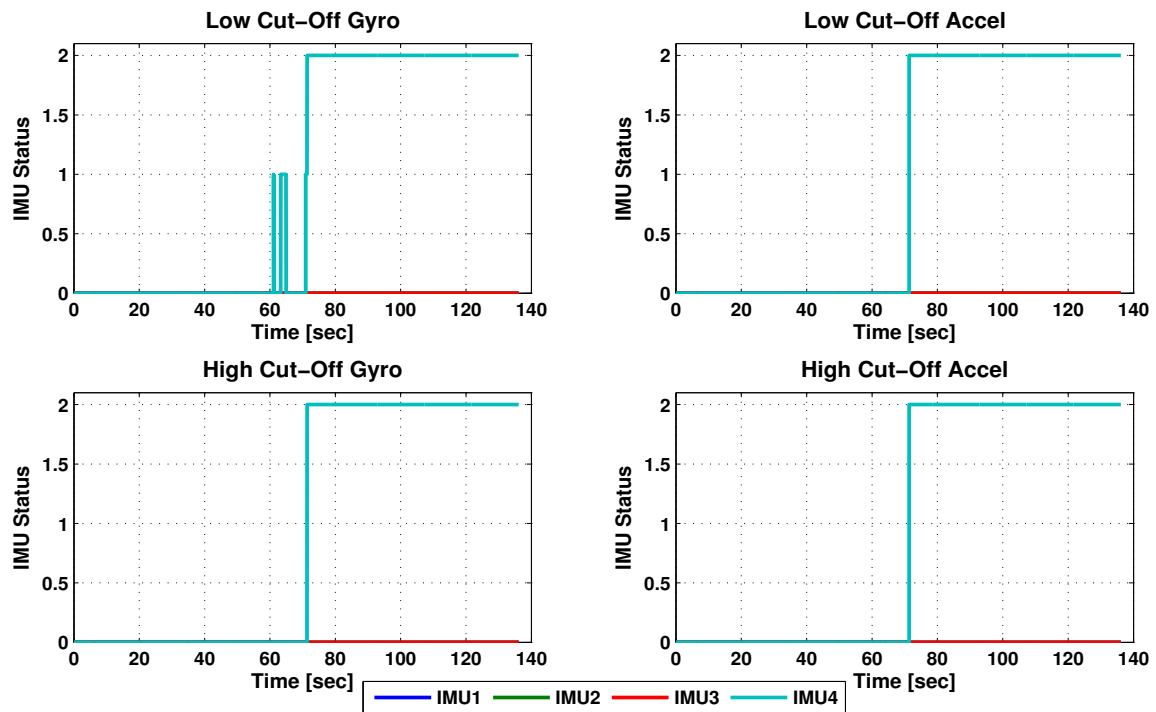 Low Cut−Off Gyro
2
1.5
1
0.5
0
IMU Status
0 20 40 60 80 100 120 140
Time [sec]
Low Cut−Off Accel
2
1.5
1
0.5
0
IMU Status
0 20 40 60 80 100 120 140
Time [sec]
High Cut−Off Gyro
2
1.5
1
0.5
0
IMU Status
0 20 40 60 80 100 120 140
Time [sec]
High Cut−Off Accel
2
1.5
1
0.5
0
IMU Status
0 20 40 60 80 100 120 140
Time [sec]
IMU1 IMU2 IMU3 IMU4